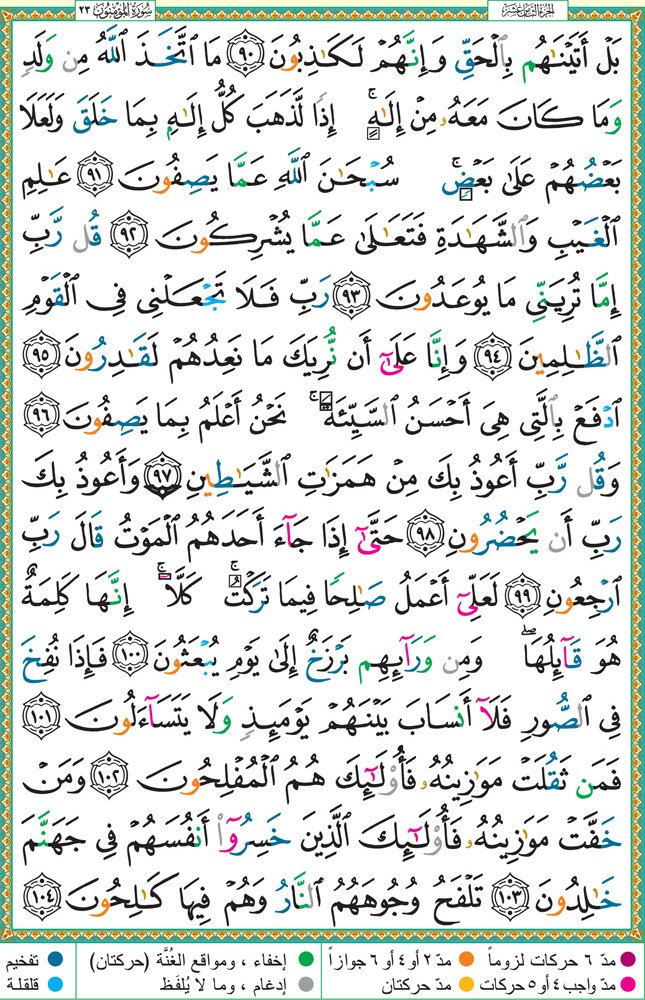 سُورَةُ المُؤْمِنُون ٢٣
الجزء الثامن عشر
بَلْ أَتَيْنَٰهُم بِٱلْحَقِّ وَإِنَّهُمْ لَكَٰذِبُونَ ٩٠ مَا ٱتَّخَذَ ٱللَّهُ مِن وَلَدٍ
وَمَا كَانَ مَعَهُۥ مِنْ إِلَٰهٍ ۚ إِذًا لَّذَهَبَ كُلُّ إِلَٰهٍۭ بِمَا خَلَقَ وَلَعَلَا
بَعْضُهُمْ عَلَىٰ بَعْضٍ ۚ سُبْحَٰنَ ٱللَّهِ عَمَّا يَصِفُونَ ٩١ عَٰلِمِ
ٱلْغَيْبِ وَٱلشَّهَٰدَةِ فَتَعَٰلَىٰ عَمَّا يُشْرِكُونَ ٩٢ قُل رَّبِّ
إِمَّا تُرِيَنِّى مَا يُوعَدُونَ ٩٣ رَبِّ فَلَا تَجْعَلْنِى فِى ٱلْقَوْمِ
ٱلظَّٰلِمِينَ ٩٤ وَإِنَّا عَلَىٰٓ أَن نُّرِيَكَ مَا نَعِدُهُمْ لَقَٰدِرُونَ ٩٥
ٱدْفَعْ بِٱلَّتِى هِىَ أَحْسَنُ ٱلسَّيِّئَةَ ۚ نَحْنُ أَعْلَمُ بِمَا يَصِفُونَ ٩٦
وَقُل رَّبِّ أَعُوذُ بِكَ مِنْ هَمَزَٰتِ ٱلشَّيَٰطِينِ ٩٧ وَأَعُوذُ بِكَ
رَبِّ أَن يَحْضُرُونِ ٩٨ حَتَّىٰٓ إِذَا جَآءَ أَحَدَهُمُ ٱلْمَوْتُ قَالَ رَبِّ
ٱرْجِعُونِ ٩٩ لَعَلِّىٓ أَعْمَلُ صَٰلِحًا فِيمَا تَرَكْتُ ۚ كَلَّآ ۚ إِنَّهَا كَلِمَةٌ
هُوَ قَآئِلُهَا ۖ وَمِن وَرَآئِهِم بَرْزَخٌ إِلَىٰ يَوْمِ يُبْعَثُونَ ١٠٠ فَإِذَا نُفِخَ
فِى ٱلصُّورِ فَلَآ أَنسَابَ بَيْنَهُمْ يَوْمَئِذٍ وَلَا يَتَسَآءَلُونَ ١٠١
فَمَن ثَقُلَتْ مَوَٰزِينُهُۥ فَأُو۟لَٰٓئِكَ هُمُ ٱلْمُفْلِحُونَ ١٠٢ وَمَنْ
خَفَّتْ مَوَٰزِينُهُۥ فَأُو۟لَٰٓئِكَ ٱلَّذِينَ خَسِرُوٓا۟ أَنفُسَهُمْ فِى جَهَنَّمَ
خَٰلِدُونَ ١٠٣ تَلْفَحُ وُجُوهَهُمُ ٱلنَّارُ وَهُمْ فِيهَا كَٰلِحُونَ ١٠٤
مدّ ٦ حركات لزوماً مدّ ٢ أو ٤ أو ٦ جوازاً إخفاء ، ومواقع الغُنَّة (حركتان) تفخيم
مدّ واجب ٤ أو ٥ حركات مدّ حركتان إدغام ، وما لا يُلفَظ قلقلة